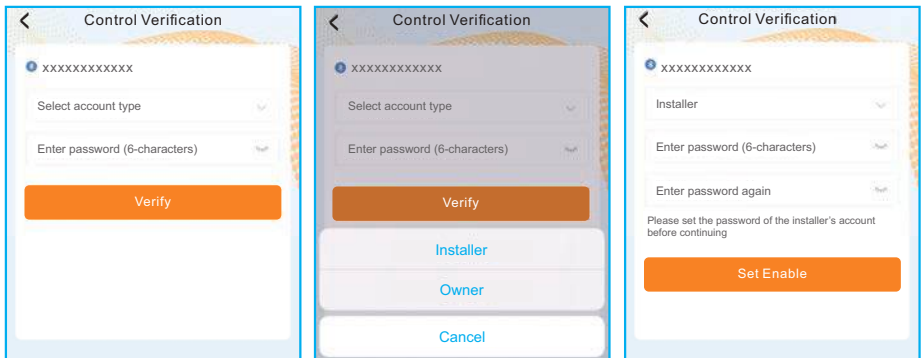 Control Verification
xxxxxxxxxxxx
Select account type
Enter password (6-characters)
Verify
Control Verification
xxxxxxxxxxxx
Select account type
Enter password (6-characters)
Verify
Installer
Owner
Cancel
Control Verification
xxxxxxxxxxxx
Installer
Enter password (6-characters)
Enter password again
Please set the password of the installer's account
before continuing
Set Enable